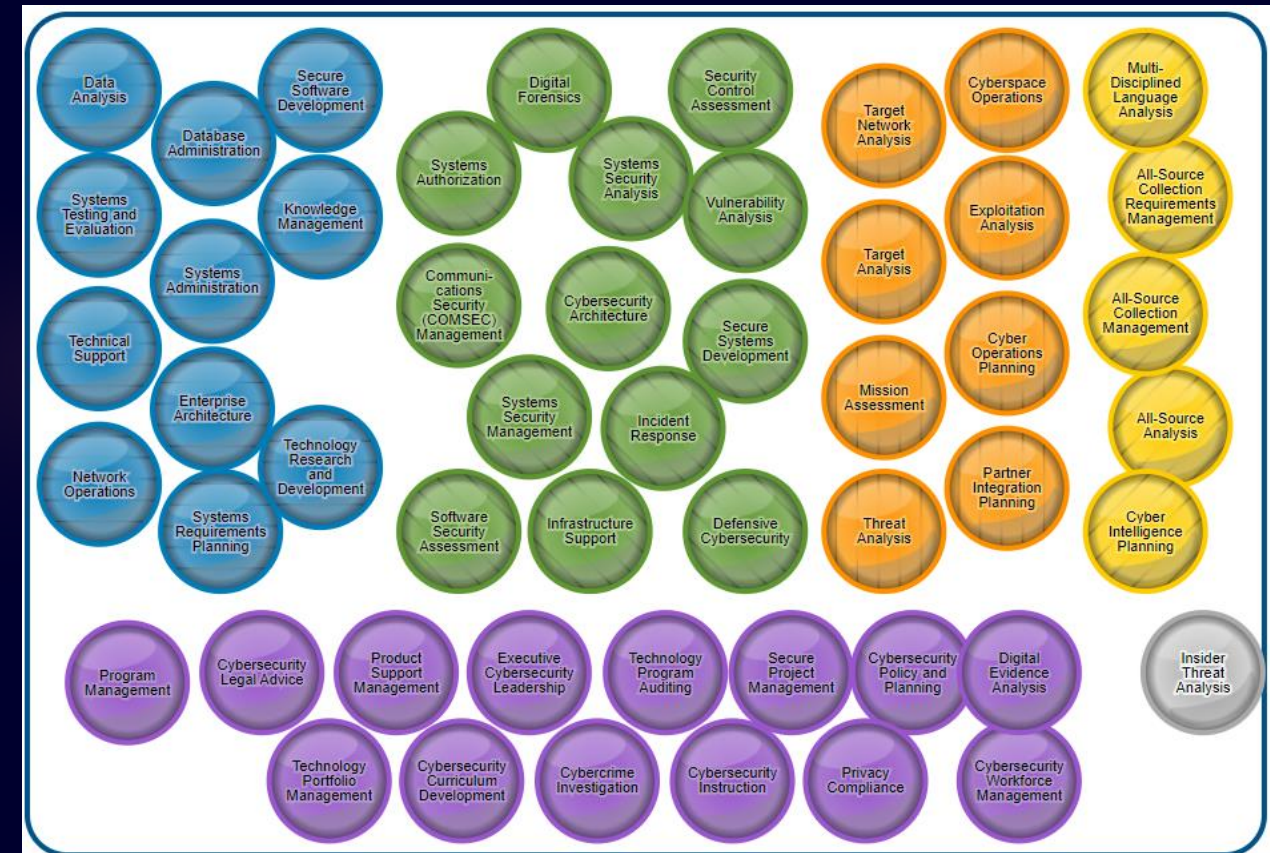 Data
Analysis
Secure
Software
Development
Database
Administration
Systems
Testing and
Evaluation
Knowledge
Management
Systems
Administration
Technical
Support
Enterprise
Architecture
Technology
Research
and
Development
Network
Operations
Systems
Requirements
Planning
Digital
Forensics
Security
Control
Assessment
Systems
Authorization
Systems
Security
Analysis
Vulnerability
Analysis
Communi-
cations
Security
(COMSEC)
Management
Cybersecurity
Architecture
Secure
Systems
Development
Systems
Security
Management
Incident
Response
Software
Security
Assessment
Infrastructure
Support
Defensive
Cybersecurity
Target
Network
Analysis
Cyberspace
Operations
Target
Analysis
Exploitation
Analysis
Mission
Assessment
Cyber
Operations
Planning
Threat
Analysis
Partner
Integration
Planning
Multi-
Disciplined
Language
Analysis
All-Source
Collection
Requirements
Management
All-Source
Collection
Management
All-Source
Analysis
Cyber
Intelligence
Planning
Program
Management
Cybersecurity
Legal Advice
Product
Support
Management
Executive
Cybersecurity
Leadership
Technology
Program
Auditing
Secure
Project
Management
Cybersecurity
Policy and
Planning
Digital
Evidence
Analysis
Insider
Threat
Analysis
Technology
Portfolio
Management
Cybersecurity
Curriculum
Development
Cybercrime
Investigation
Cybersecurity
Instruction
Privacy
Compliance
Cybersecurity
Workforce
Management